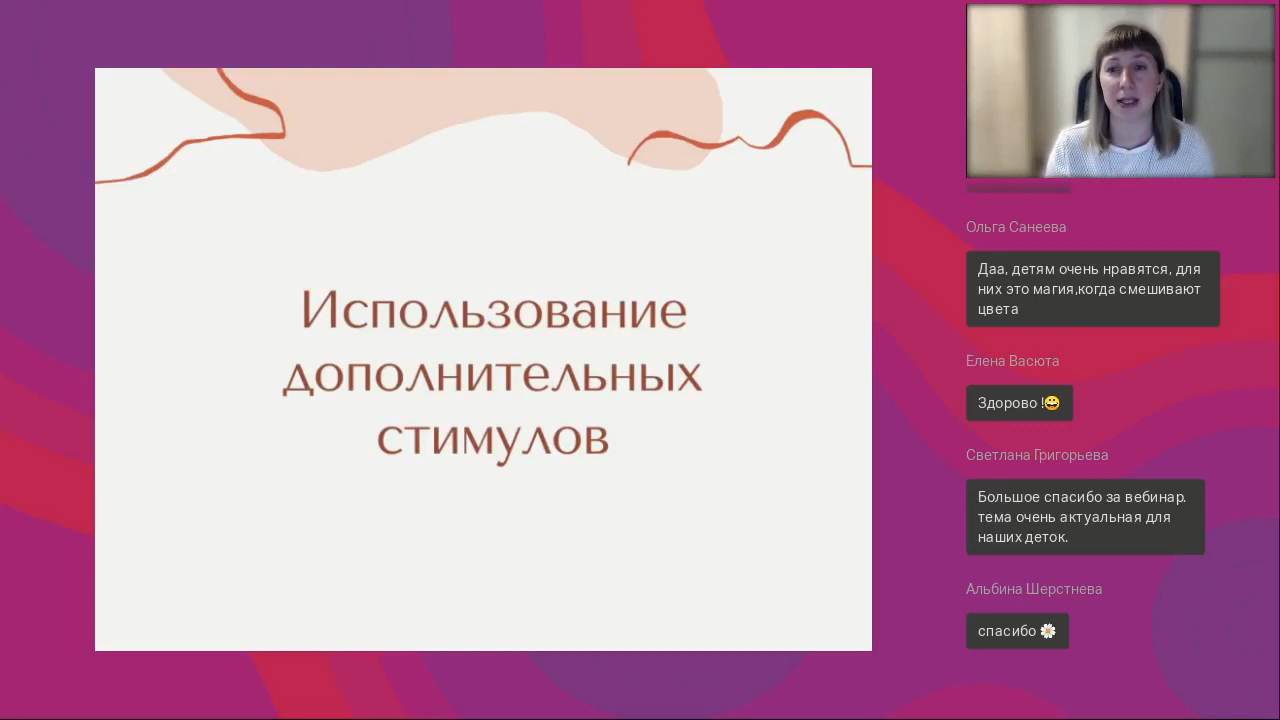 Использование
дополнительных
стимулов
Ольга Санеева
Даа, детям очень нравятся, для
них это магия,когда смешивают
цвета
Елена Васюта
Здорово !😀
Светлана Григорьева
Большое спасибо за вебинар.
тема очень актуальная для
наших деток.
Альбина Шерстнева
спасибо 🌼